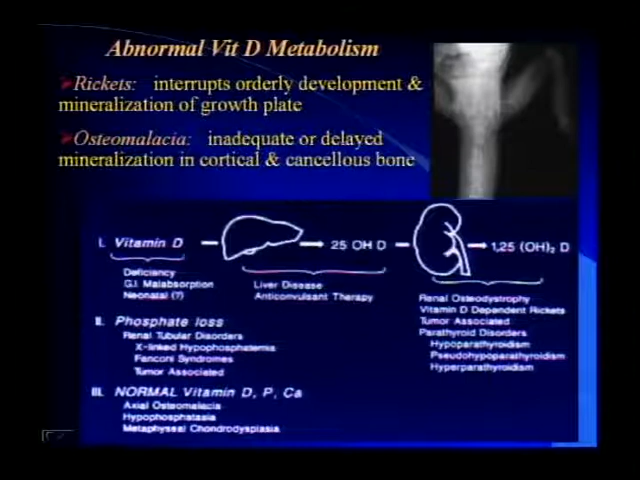 Abnormal Vit D Metabolism
Rickets: interrupts orderly development &
mineralization of growth plate
Osteomalacia: inadequate or delayed
mineralization in cortical & cancellous bone
I. Vitamin D 25 OH D 1,25 (OH)₂ D
Deficiency
G.I. Malabsorption
Neonatal (?)
Liver Disease
Anticonvulsant Therapy
Renal Osteodystrophy
Vitamin D Dependent Rickets
Tumor Associated
Parathyroid Disorders
Hypoparathyroidism
Pseudohypoparathyroidism
Hyperparathyroidism
II. Phosphate loss
Renal Tubular Disorders
X-linked Hypophosphatemia
Fanconi Syndromes
Tumor Associated
III. NORMAL Vitamin D, P, Ca
Axial Osteomalacia
Hypophosphatasia
Metaphyseal Chondrodysplasia